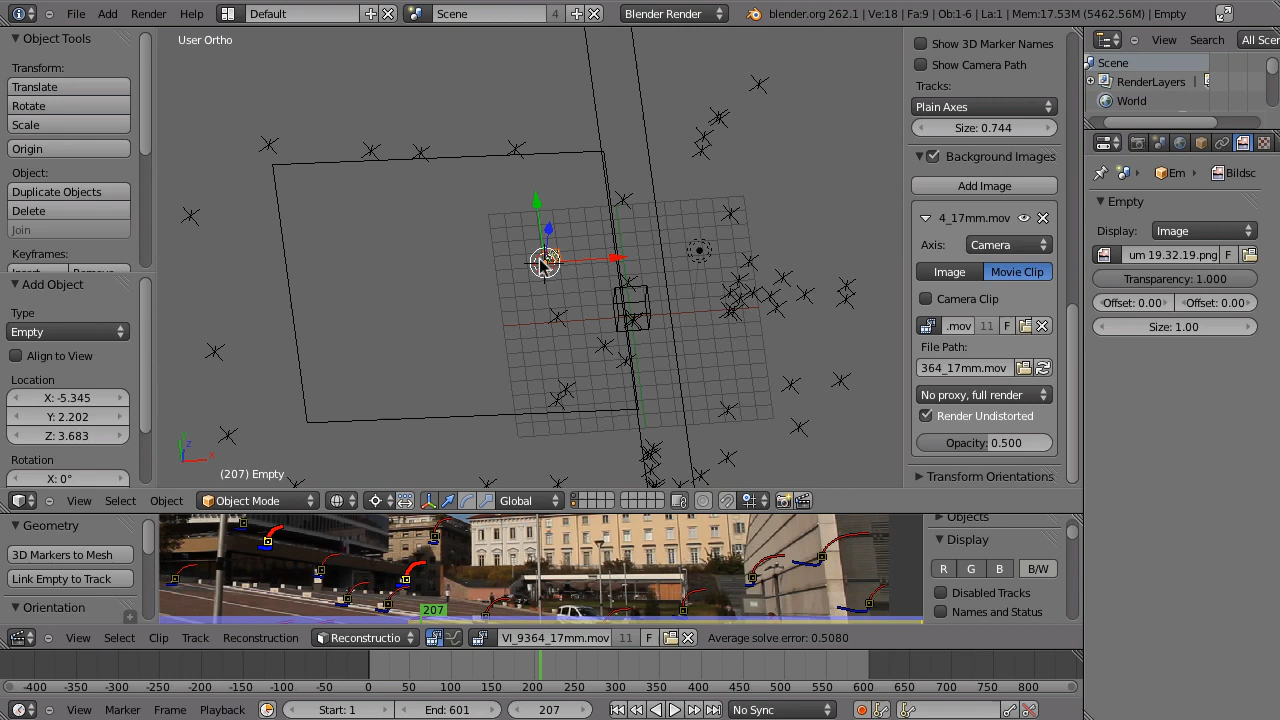 File Add Render Help Default Scene 4 Blender Render blender.org 262.1 | Ve:18 | Fa:9 | Ob:1-6 | La:1 | Mem:17.53M (5462.56M) | Empty
Object Tools
Transform:
Translate
Rotate
Scale
Origin
Object:
Duplicate Objects
Delete
Join
Keyframes:
Add Object
Type
Empty
Align to View
Location
X: -5.345
Y: 2.202
Z: 3.683
Rotation
X: 0°
User Ortho
(207) Empty
Show 3D Marker Names
Show Camera Path
Tracks:
Plain Axes
Size: 0.744
Background Images
Add Image
4_17mm.mov
Axis: Camera
Image Movie Clip
Camera Clip
.mov 11 F
File Path:
364_17mm.mov
No proxy, full render
Render Undistorted
Opacity: 0.500
Transform Orientations
View Search All Scen
Scene
RenderLayers |
World
Em Bildsc
Empty
Display: Image
um 19.32.19.png F
Transparency: 1.000
Offset: 0.00 Offset: 0.00
Size: 1.00
View Select Object Object Mode Global
Geometry
3D Markers to Mesh
Link Empty to Track
Orientation
207
Objects
Display
R G B B/W
Disabled Tracks
Names and Status
View Select Clip Track Reconstruction Reconstructio VI_9364_17mm.mov 11 F Average solve error: 0.5080
-400 -350 -300 -250 -200 -150 -100 -50 0 50 100 150 200 250 300 350 400 450 500 550 600 650 700 750 800
View Marker Frame Playback Start: 1 End: 601 207 No Sync